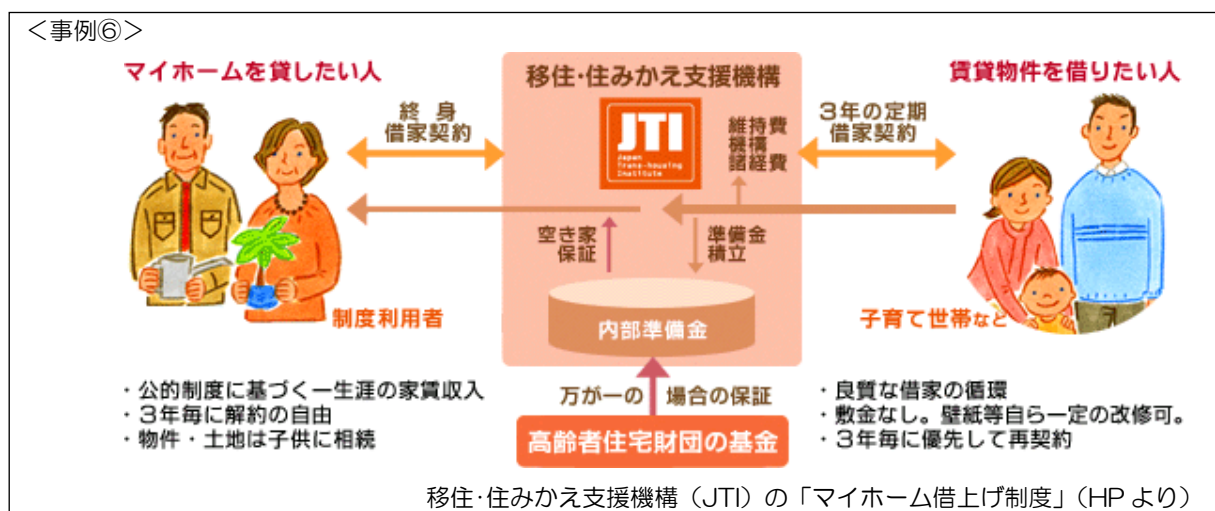 ＜事例⑥＞
マイホームを貸したい人
終身
借家契約
制度利用者
・公的制度に基づく一生涯の家賃収入
・3年毎に解約の自由
・物件・土地は子供に相続
移住・住みかえ支援機構
JTI
Japan
Trans-housing
Institute
維持費
機構
諸経費
空き家
保証
準備金
積立
内部準備金
万が一の 場合の保証
高齢者住宅財団の基金
賃貸物件を借りたい人
3年の定期
借家契約
子育て世帯など
・良質な借家の循環
・敷金なし。壁紙等自ら一定の改修可。
・3年毎に優先して再契約
移住･住みかえ支援機構（JTI）の「マイホーム借上げ制度」（HP より）